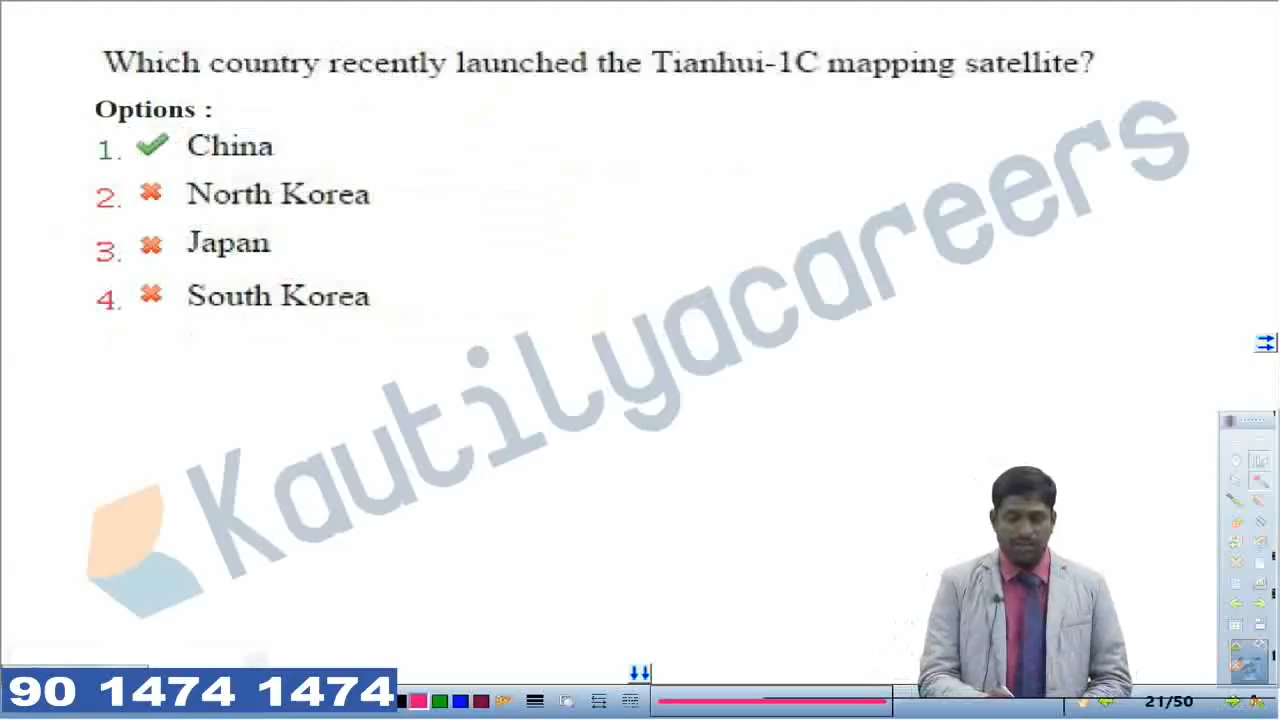 Which country recently launched the Tianhui-1C mapping satellite?
Options :
1. China
2. North Korea
3. Japan
4. South Korea
Kautilyacareers
90 1474 1474
21/50